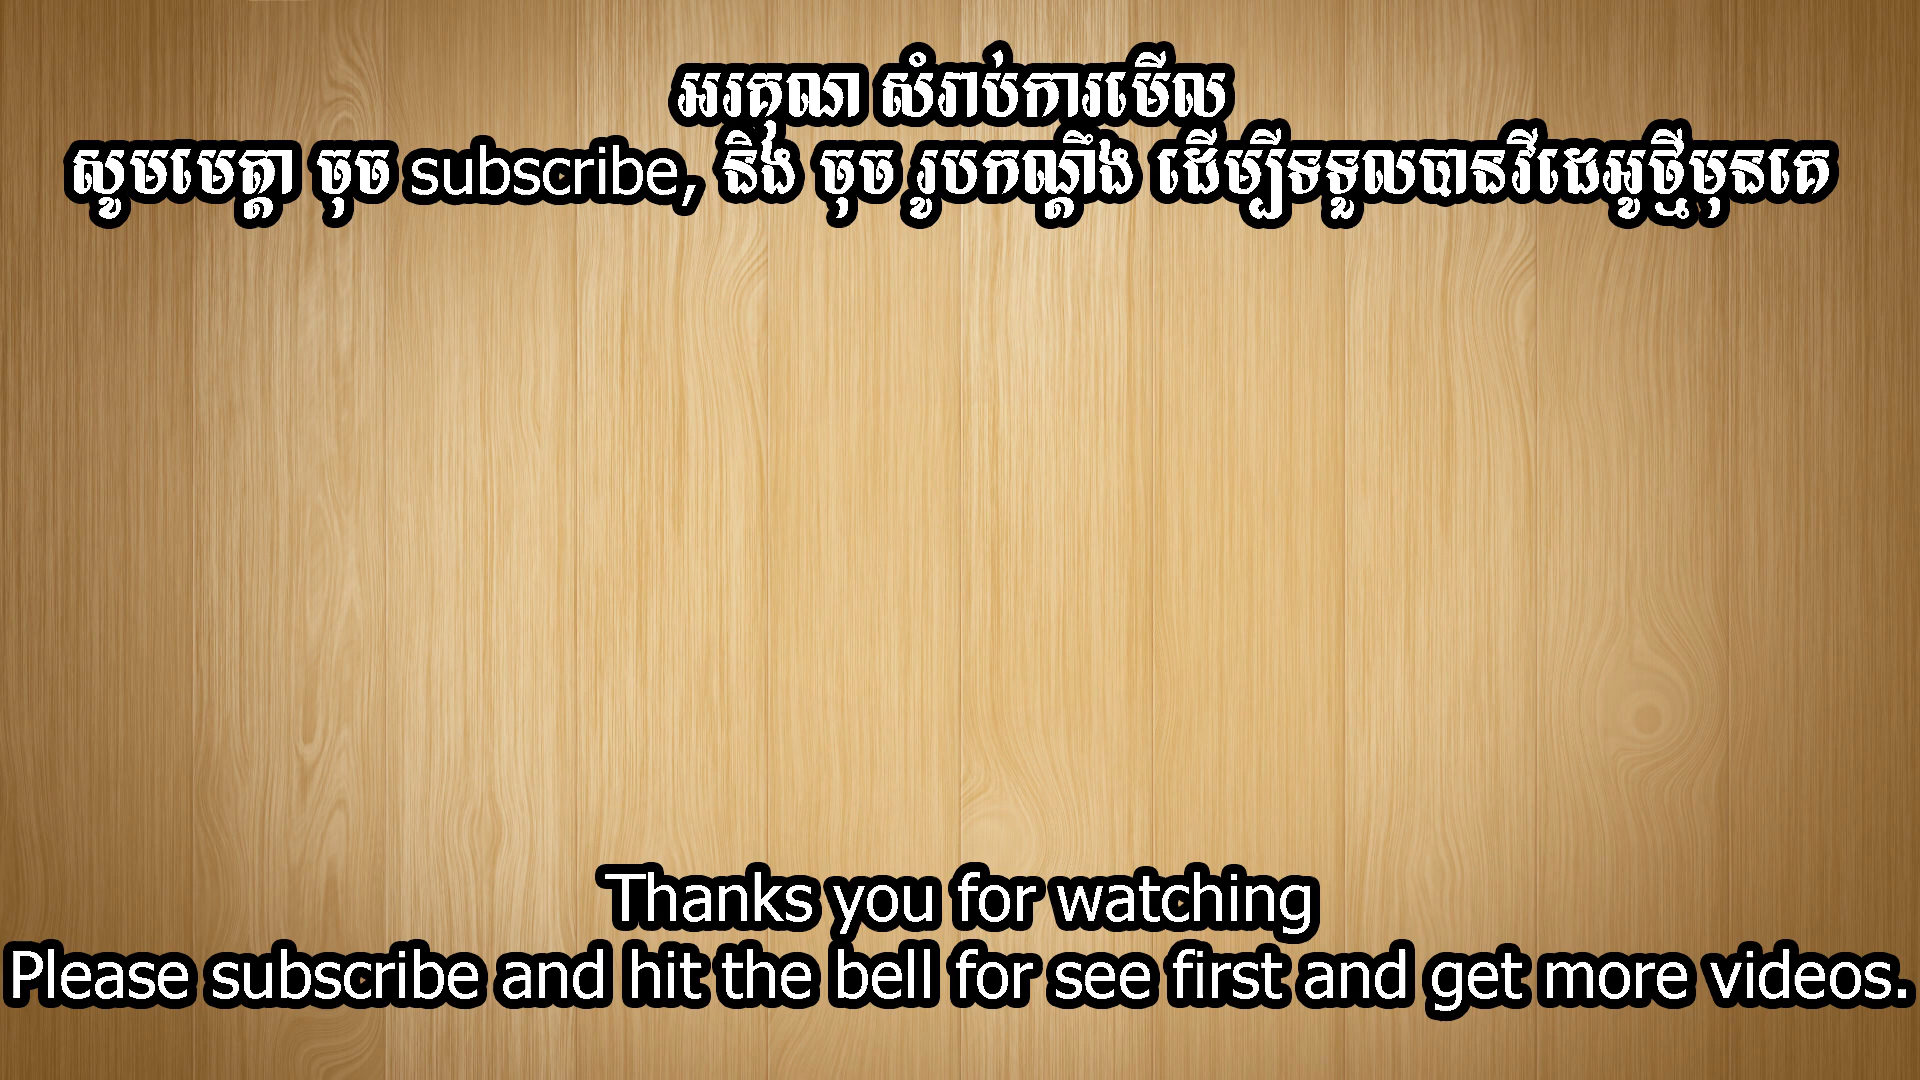 អរគុណ សំរាប់ការមើល
សូមមេត្តា ចុច subscribe, និង ចុច រូបកណ្តឹង ដើម្បីទទួលបានវីដេអូថ្មីមុនគេ
Thanks you for watching
Please subscribe and hit the bell for see first and get more videos.